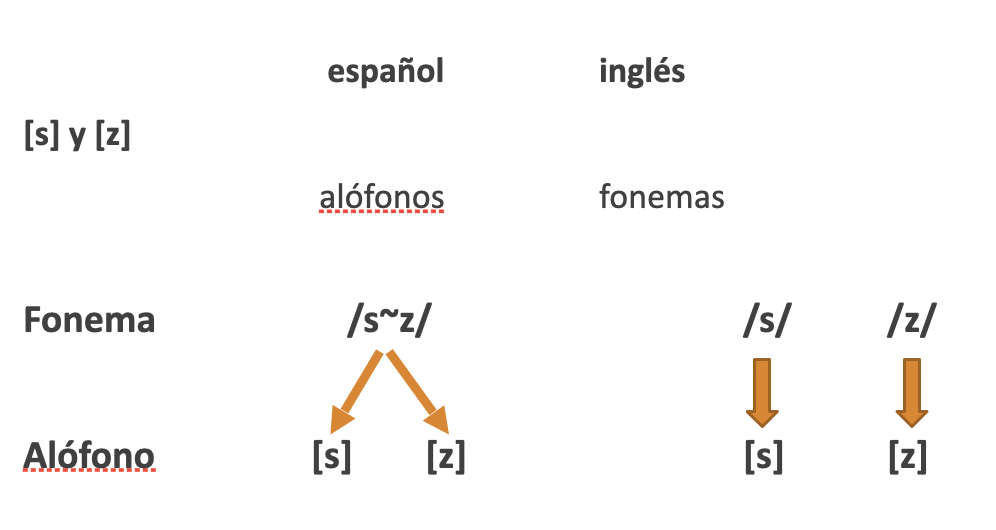 español inglés
[s] y [z]
alófonos fonemas
Fonema /s~z/ /s/ /z/
Alófono [s] [z] [s] [z]